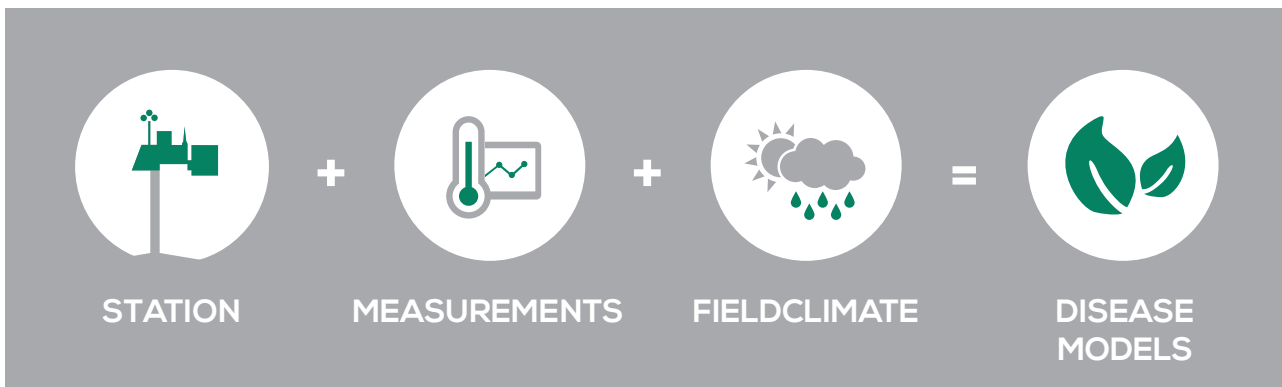 + + =
STATION MEASUREMENTS FIELDCLIMATE DISEASE
MODELS